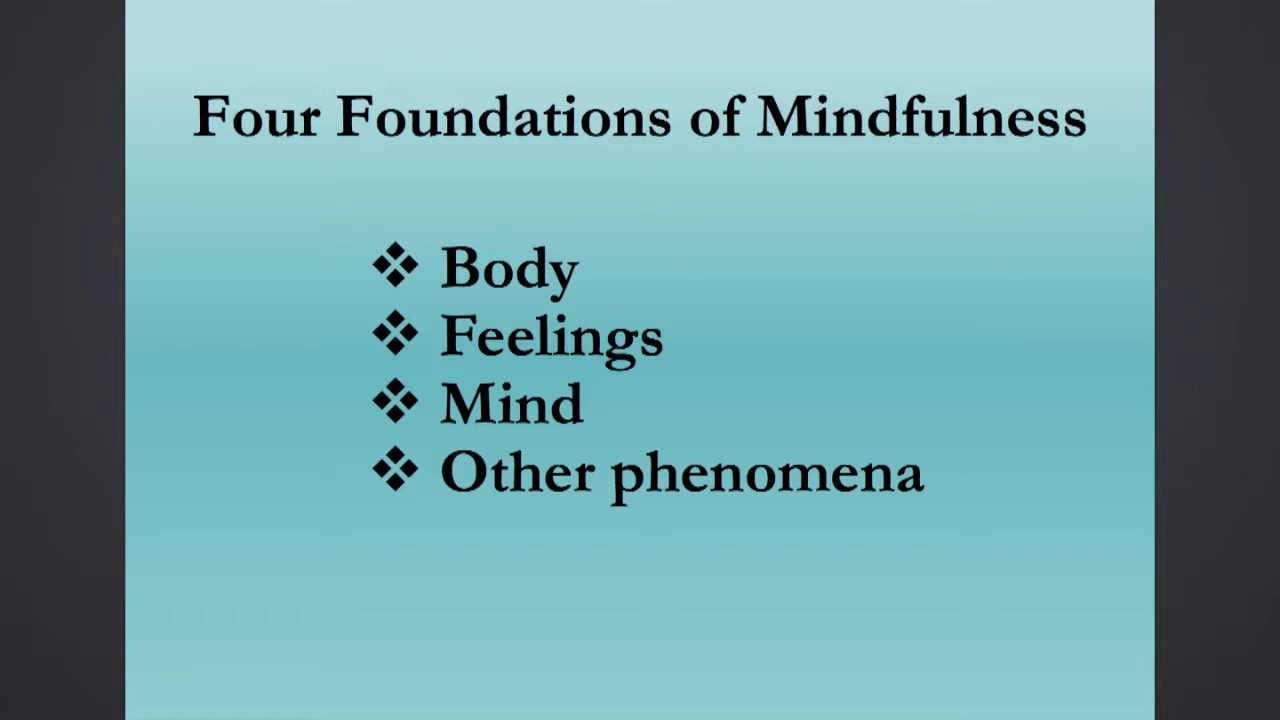 Four Foundations of Mindfulness
❖ Body
❖ Feelings
❖ Mind
❖ Other phenomena